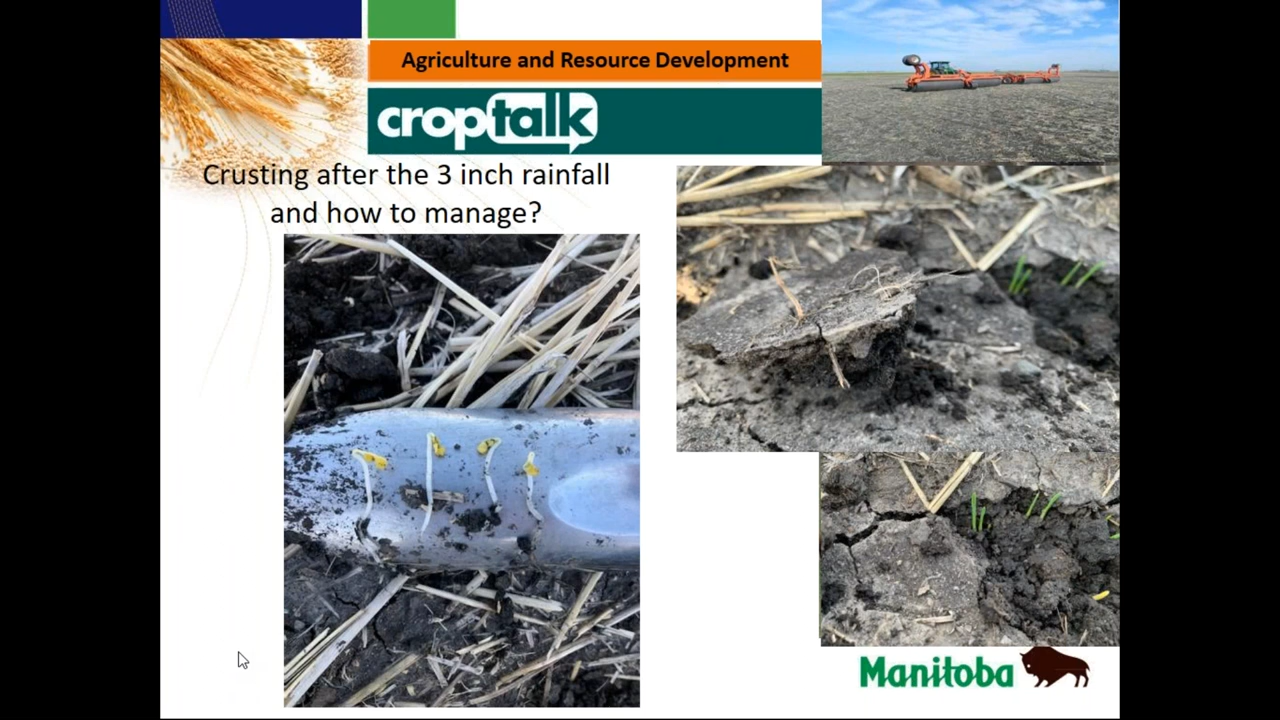 Agriculture and Resource Development
croptalk
Crusting after the 3 inch rainfall
and how to manage?
Manitoba